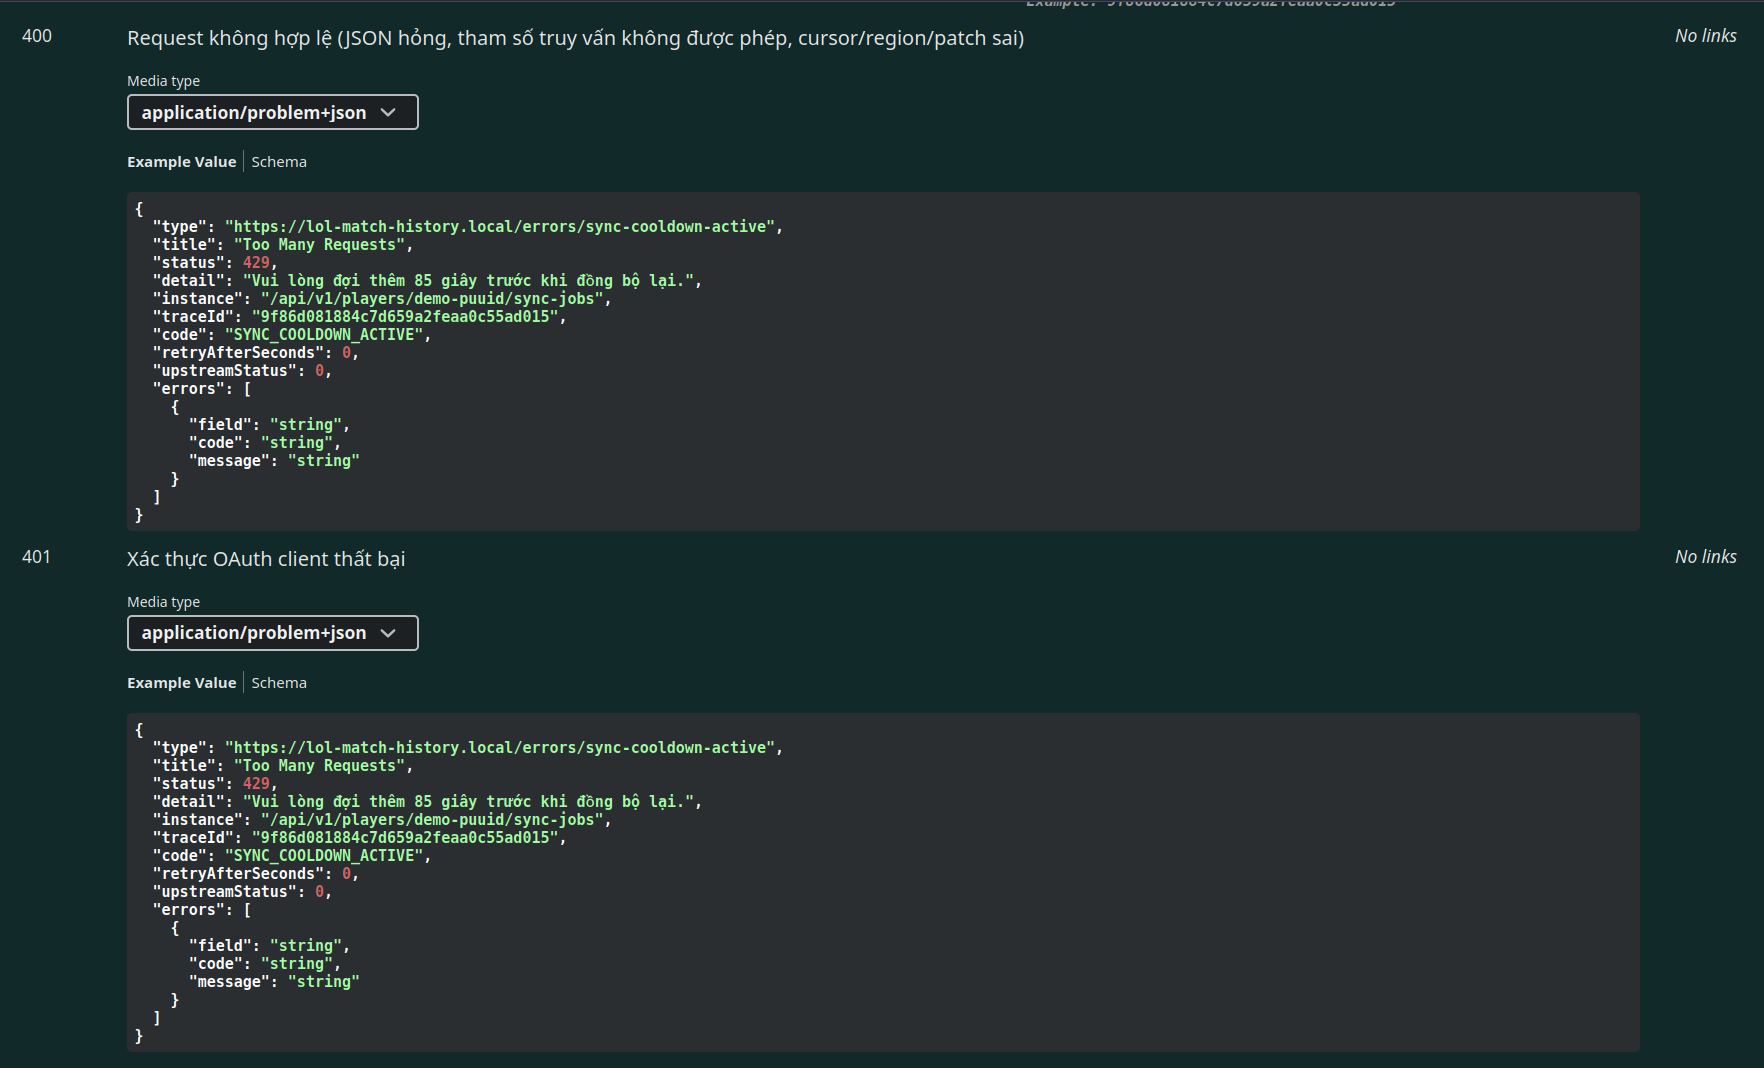 Example: 9f86d081884c7d659a2feaa0c55ad015
400
Request không hợp lệ (JSON hỏng, tham số truy vấn không được phép, cursor/region/patch sai)
No links
Media type
application/problem+json
Example Value
Schema
{
"type": "https://lol-match-history.local/errors/sync-cooldown-active",
"title": "Too Many Requests",
"status": 429,
"detail": "Vui lòng đợi thêm 85 giây trước khi đồng bộ lại.",
"instance": "/api/v1/players/demo-puuid/sync-jobs",
"traceId": "9f86d081884c7d659a2feaa0c55ad015",
"code": "SYNC_COOLDOWN_ACTIVE",
"retryAfterSeconds": 0,
"upstreamStatus": 0,
"errors": [
{
"field": "string",
"code": "string",
"message": "string"
}
]
}
401
Xác thực OAuth client thất bại
No links
Media type
application/problem+json
Example Value
Schema
{
"type": "https://lol-match-history.local/errors/sync-cooldown-active",
"title": "Too Many Requests",
"status": 429,
"detail": "Vui lòng đợi thêm 85 giây trước khi đồng bộ lại.",
"instance": "/api/v1/players/demo-puuid/sync-jobs",
"traceId": "9f86d081884c7d659a2feaa0c55ad015",
"code": "SYNC_COOLDOWN_ACTIVE",
"retryAfterSeconds": 0,
"upstreamStatus": 0,
"errors": [
{
"field": "string",
"code": "string",
"message": "string"
}
]
}